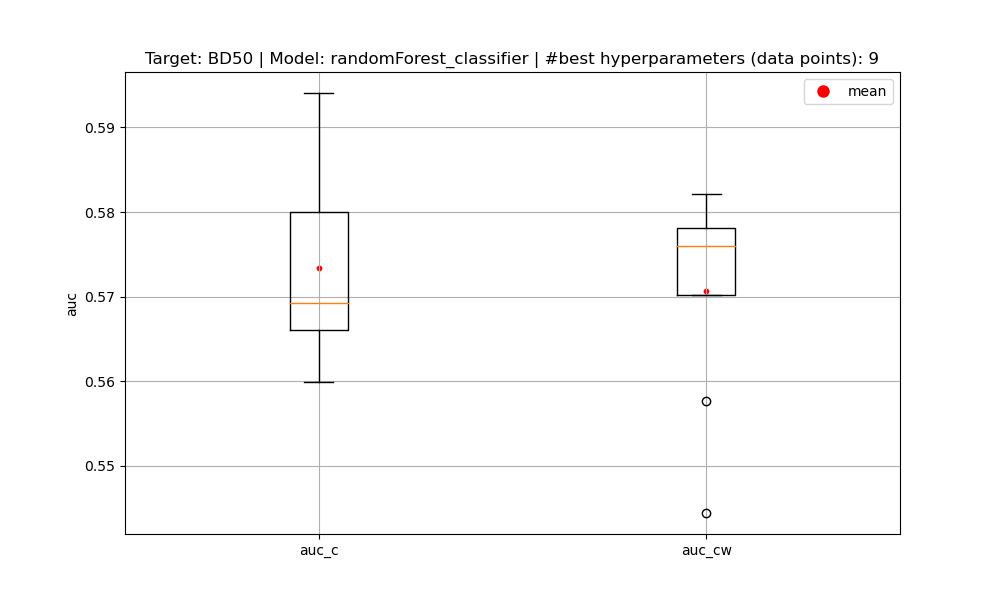 Target: BD50 | Model: randomForest_classifier | #best hyperparameters (data points): 9
mean
0.59
0.58
0.57
0.56
0.55
auc
auc_c
auc_cw